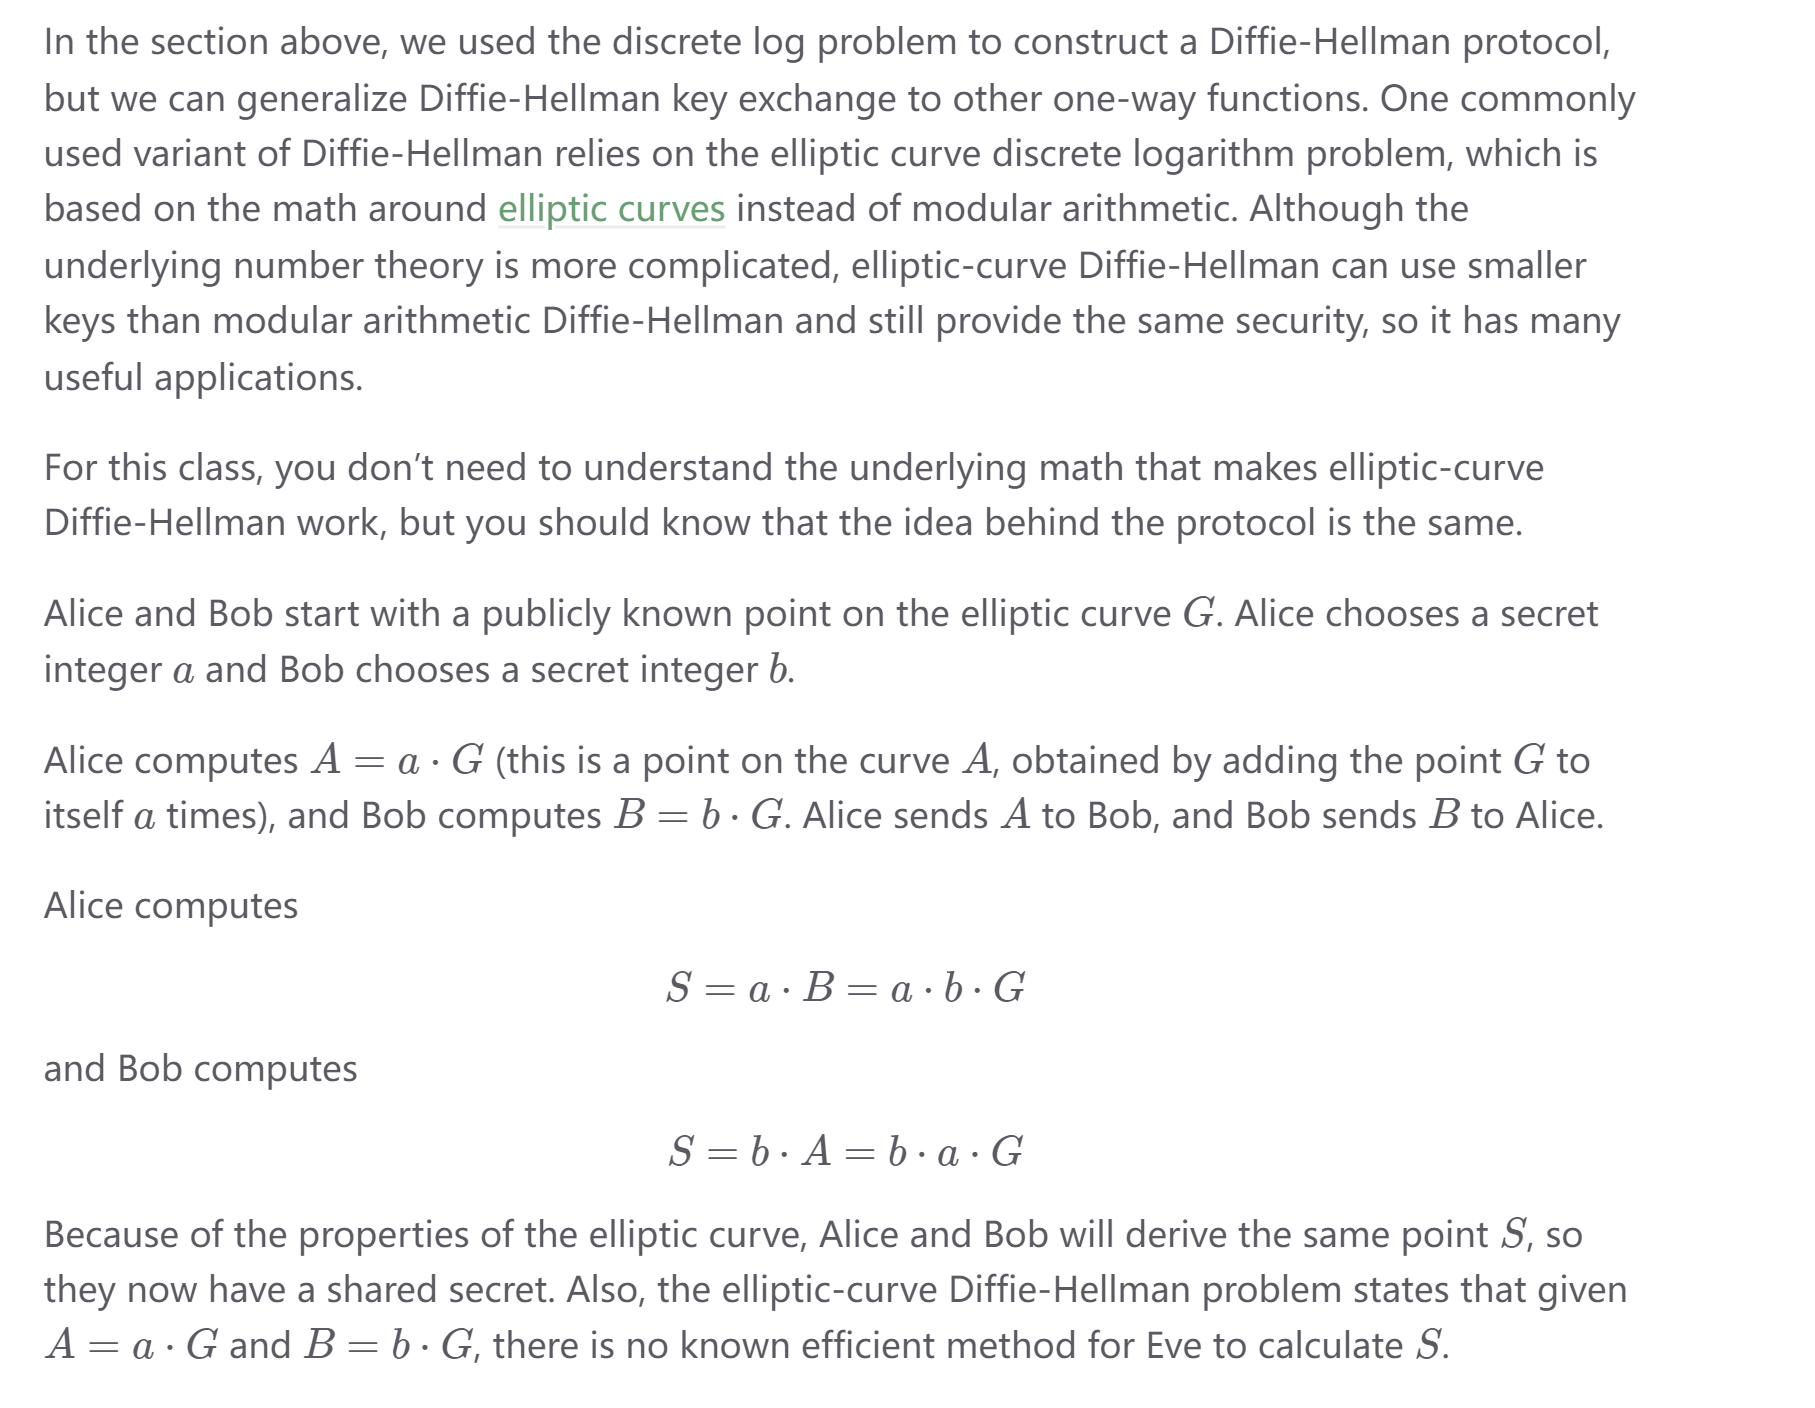 In the section above, we used the discrete log problem to construct a Diffie-Hellman protocol,
but we can generalize Diffie-Hellman key exchange to other one-way functions. One commonly
used variant of Diffie-Hellman relies on the elliptic curve discrete logarithm problem, which is
based on the math around elliptic curves instead of modular arithmetic. Although the
underlying number theory is more complicated, elliptic-curve Diffie-Hellman can use smaller
keys than modular arithmetic Diffie-Hellman and still provide the same security, so it has many
useful applications.
For this class, you don’t need to understand the underlying math that makes elliptic-curve
Diffie-Hellman work, but you should know that the idea behind the protocol is the same.
Alice and Bob start with a publicly known point on the elliptic curve G. Alice chooses a secret
integer a and Bob chooses a secret integer b.
Alice computes A = a · G (this is a point on the curve A, obtained by adding the point G to
itself a times), and Bob computes B = b · G. Alice sends A to Bob, and Bob sends B to Alice.
Alice computes
S = a · B = a · b · G
and Bob computes
S = b · A = b · a · G
Because of the properties of the elliptic curve, Alice and Bob will derive the same point S, so
they now have a shared secret. Also, the elliptic-curve Diffie-Hellman problem states that given
A = a · G and B = b · G, there is no known efficient method for Eve to calculate S.